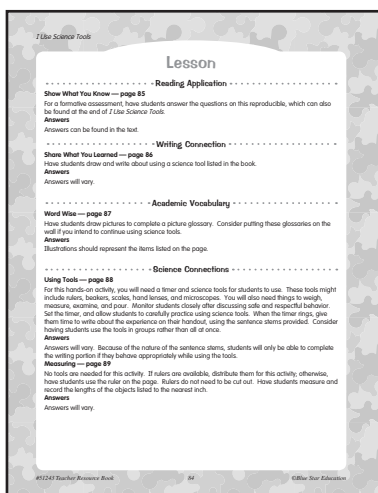 I Use Science Tools
Lesson
Reading Application
Show What You Know — page 85
For a formative assessment, have students answer the questions on this reproducible, which can also
be found at the end of I Use Science Tools.
Answers
Answers can be found in the text.
Writing Connection
Share What You Learned — page 86
Have students draw and write about using a science tool listed in the book.
Answers
Answers will vary.
Academic Vocabulary
Word Wise — page 87
Have students draw pictures to complete a picture glossary. Consider putting these glossaries on the
wall if you intend to continue using science tools.
Answers
Illustrations should represent the items listed on the page.
Science Connections
Using Tools — page 88
For this hands-on activity, you will need a timer and science tools for students to use. These tools might
include rulers, beakers, scales, hand lenses, and microscopes. You will also need things to weigh,
measure, examine, and pour. Monitor students closely after discussing safe and respectful behavior.
Set the timer, and allow students to carefully practice using science tools. When the timer rings, give
them time to write about the experience on their handout, using the sentence stems provided. Consider
having students use the tools in groups rather than all at once.
Answers
Answers will vary. Because of the nature of the sentence stems, students will only be able to complete
the writing portion if they behave appropriately while using the tools.
Measuring — page 89
No tools are needed for this activity. If rulers are available, distribute them for this activity; otherwise,
have students use the ruler on the page. Rulers do not need to be cut out. Have students measure and
record the lengths of the objects listed to the nearest inch.
Answers
Answers will vary.
#51243 Teacher Resource Book 84 ©Blue Star Education